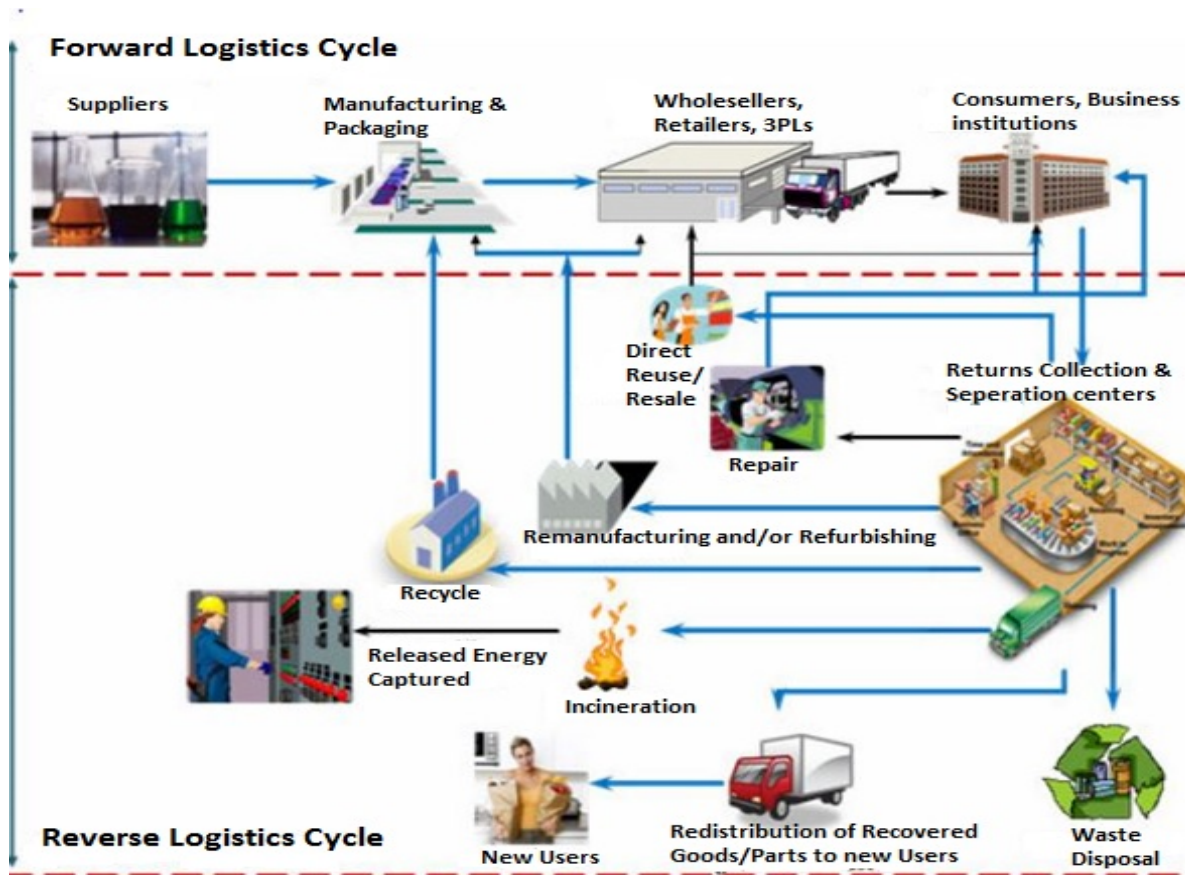 Forward Logistics Cycle
Suppliers
Manufacturing &
Packaging
Wholesellers,
Retailers, 3PLs
Consumers, Business
institutions
Direct
Reuse/
Resale
Returns Collection &
Seperation centers
Repair
Remanufacturing and/or Refurbishing
Recycle
Released Energy
Captured
Incineration
New Users
Redistribution of Recovered
Goods/Parts to new Users
Waste
Disposal
Reverse Logistics Cycle